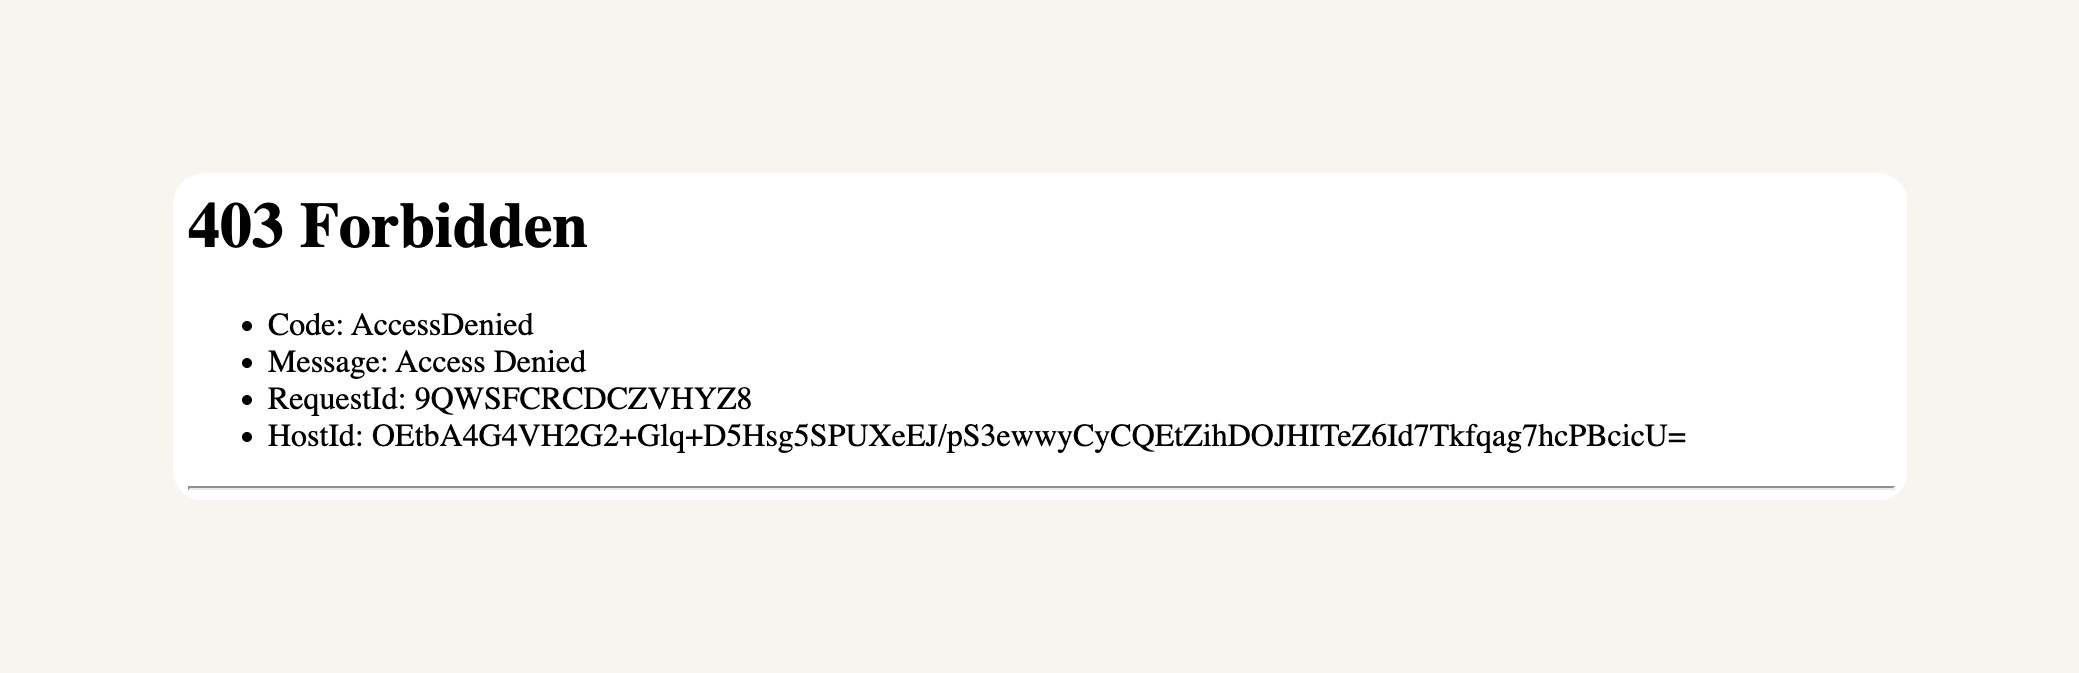 403 Forbidden
Code: AccessDenied
Message: Access Denied
RequestId: 9QWSFCRCDCZVHYZ8
HostId: OEtbA4G4VH2G2+Glq+D5Hsg5SPUXeEJ/pS3ewwyCyCQEtZihDOJHITeZ6Id7Tkfqag7hcPBcicU=